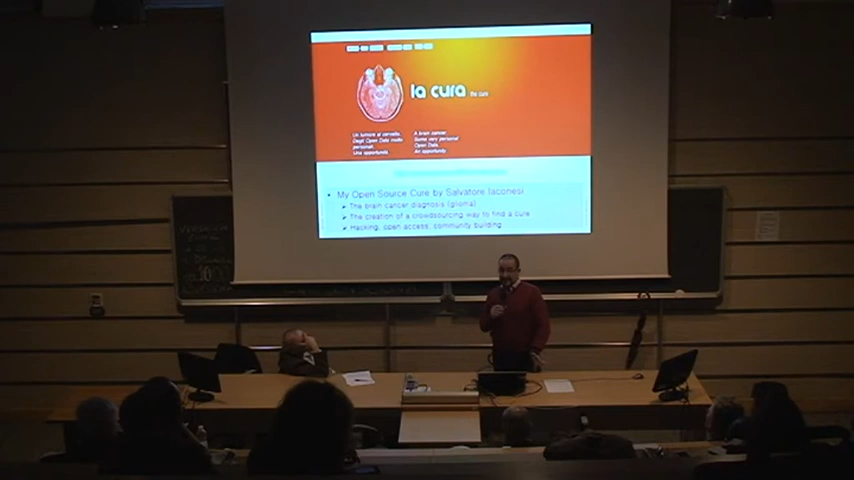 la cura the cure
Un tumore al cervello.
Degli Open Data molto
personali.
Una opportunità.
A brain cancer.
Some very personal
Open Data.
An opportunity.
• My Open Source Cure by Salvatore Iaconesi
➢ The brain cancer diagnosis (glioma)
➢ The creation of a crowdsourcing way to find a cure
➢ Hacking, open access, community building